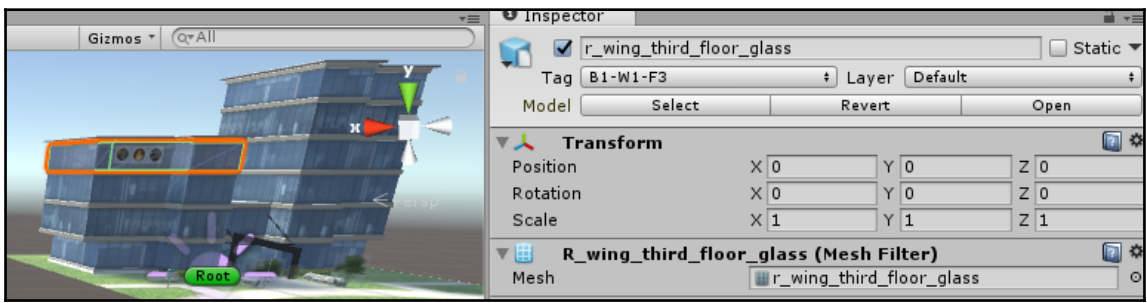 Inspector
Gizmos
All
r_wing_third_floor_glass
Static
Tag
B1-W1-F3
Layer
Default
Model
Select
Revert
Open
y
x
Persp
Root
Transform
Position
X 0
Y 0
Z 0
Rotation
X 0
Y 0
Z 0
Scale
X 1
Y 1
Z 1
R_wing_third_floor_glass (Mesh Filter)
Mesh
r_wing_third_floor_glass